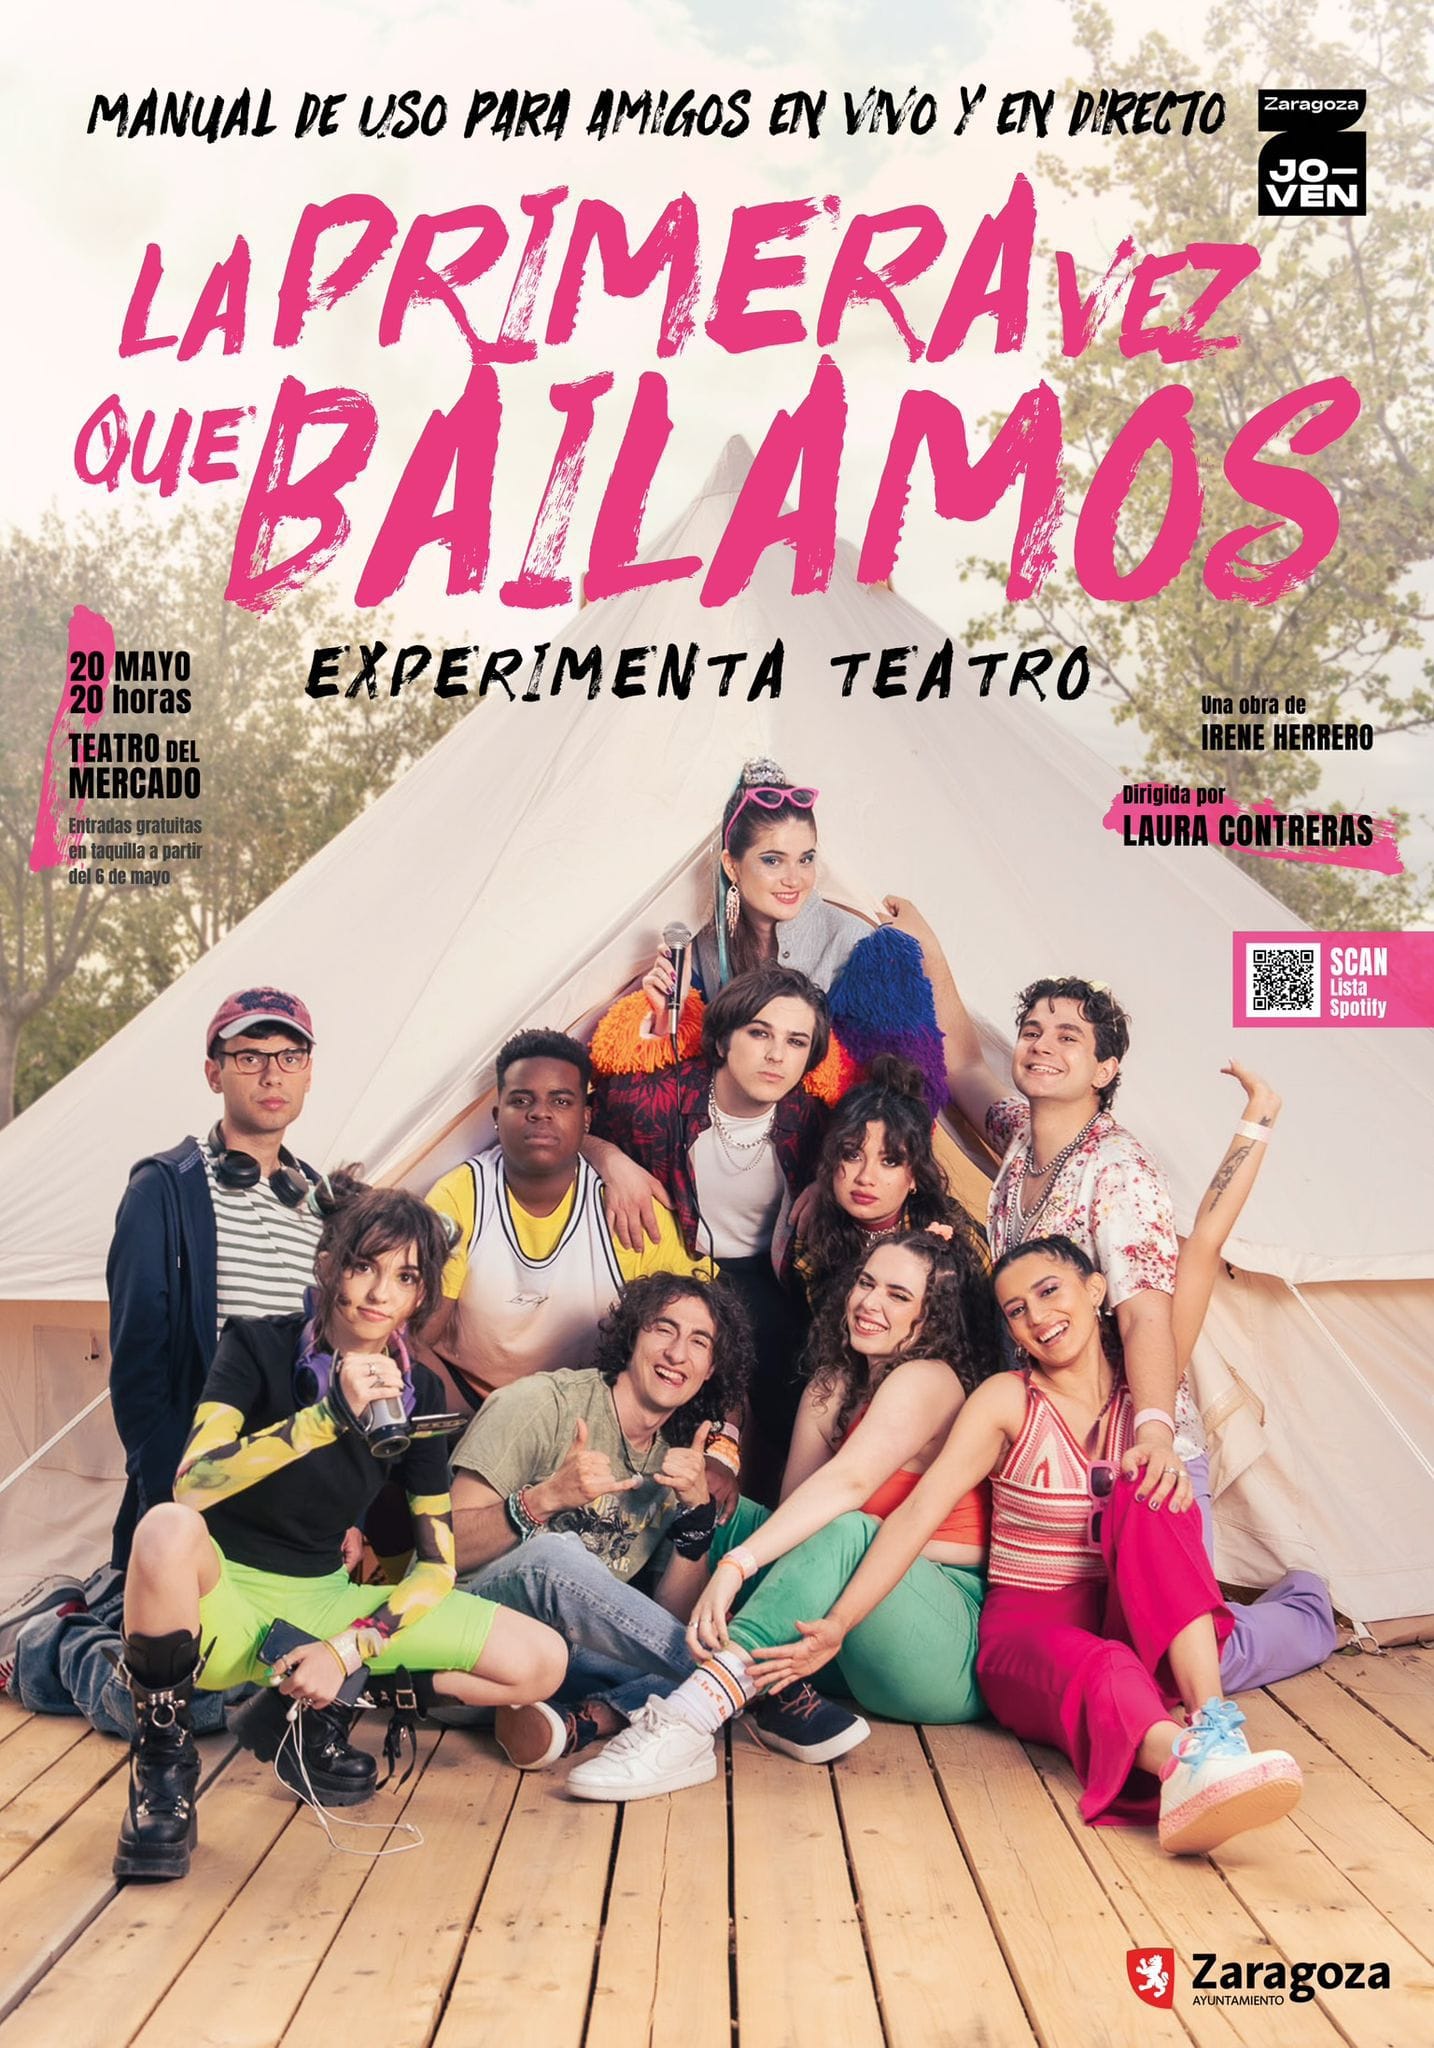 MANUAL DE USO PARA AMIGOS EN VIVO Y EN DIRECTO
Zaragoza
JO–
VEN
LA PRIMERA VEZ
QUE BAILAMOS
EXPERIMENTA TEATRO
20 MAYO
20 horas
TEATRO DEL
MERCADO
Entradas gratuitas
en taquilla a partir
del 6 de mayo
Una obra de
IRENE HERRERO
Dirigida por
LAURA CONTRERAS
SCAN
Lista
Spotify
Zaragoza
AYUNTAMIENTO